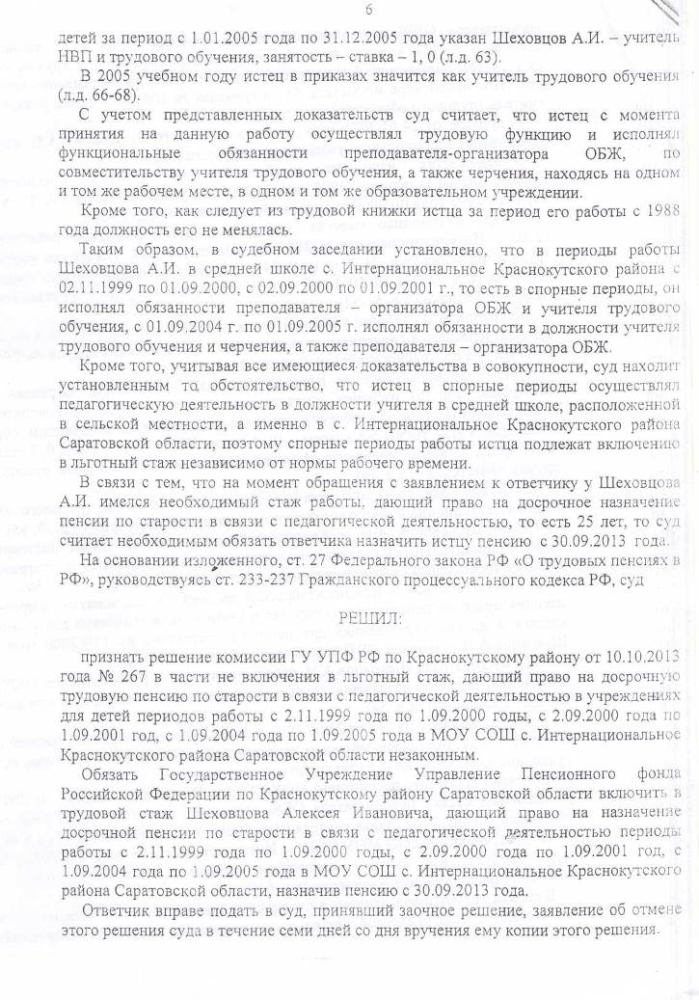 6
детей за период с 1.01.2005 года по 31.12.2005 года указан Шеховцов А.И. – учитель
НВП и трудового обучения, занятость – ставка – 1, 0 (л.д. 63).
В 2005 учебном году истец в приказах значится как учитель трудового обучения
(л.д. 66-68).
С учетом представленных доказательств суд считает, что истец с момента
принятия на данную работу осуществлял трудовую функцию и исполнял
функциональные обязанности преподавателя-организатора ОБЖ, по
совместительству учителя трудового обучения, а также черчения, находясь на одном
и том же рабочем месте, в одном и том же образовательном учреждении.
Кроме того, как следует из трудовой книжки истца за период его работы с 1988
года должность его не менялась.
Таким образом, в судебном заседании установлено, что в периоды работы
Шеховцова А.И. в средней школе с. Интернациональное Краснокутского района с
02.11.1999 по 01.09.2000, с 02.09.2000 по 01.09.2001 г., то есть в спорные периоды, он
исполнял обязанности преподавателя – организатора ОБЖ и учителя трудового
обучения, с 01.09.2004 г. по 01.09.2005 г. исполнял обязанности в должности учителя
трудового обучения и черчения, а также преподавателя – организатора ОБЖ.
Кроме того, учитывая все имеющиеся доказательства в совокупности, суд находит
установленным то обстоятельство, что истец в спорные периоды осуществлял
педагогическую деятельность в должности учителя в средней школе, расположенной
в сельской местности, а именно в с. Интернациональное Краснокутского района
Саратовской области, поэтому спорные периоды работы истца подлежат включению
в льготный стаж независимо от нормы рабочего времени.
В связи с тем, что на момент обращения с заявлением к ответчику у Шеховцова
А.И. имелся необходимый стаж работы, дающий право на досрочное назначение
пенсии по старости в связи с педагогической деятельностью, то есть 25 лет, то суд
считает необходимым обязать ответчика назначить истцу пенсию с 30.09.2013 года.
На основании изложенного, ст. 27 Федерального закона РФ «О трудовых пенсиях в
РФ», руководствуясь ст. 233-237 Гражданского процессуального кодекса РФ, суд
РЕШИЛ:
признать решение комиссии ГУ УПФ РФ по Краснокутскому району от 10.10.2013
года № 267 в части не включения в льготный стаж, дающий право на досрочную
трудовую пенсию по старости в связи с педагогической деятельностью в учреждениях
для детей периодов работы с 2.11.1999 года по 1.09.2000 годы, с 2.09.2000 года по
1.09.2001 год, с 1.09.2004 года по 1.09.2005 года в МОУ СОШ с. Интернациональное
Краснокутского района Саратовской области незаконным.
Обязать Государственное Учреждение Управление Пенсионного фонда
Российской Федерации по Краснокутскому району Саратовской области включить в
трудовой стаж Шеховцова Алексея Ивановича, дающий право на назначение
досрочной пенсии по старости в связи с педагогической деятельностью периоды
работы с 2.11.1999 года по 1.09.2000 годы, с 2.09.2000 года по 1.09.2001 год, с
1.09.2004 года по 1.09.2005 года в МОУ СОШ с. Интернациональное Краснокутского
района Саратовской области, назначив пенсию с 30.09.2013 года.
Ответчик вправе подать в суд, принявший заочное решение, заявление об отмене
этого решения суда в течение семи дней со дня вручения ему копии этого решения.